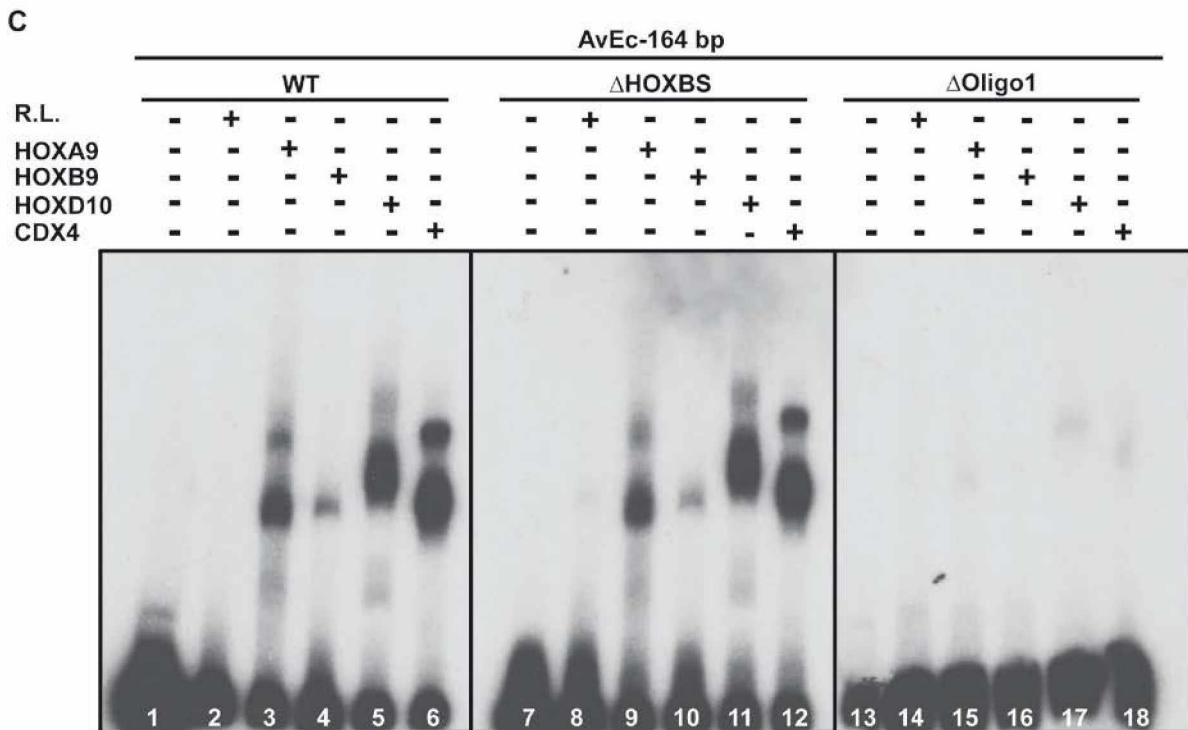 C
AvEc-164 bp
WT ΔHOXBS ΔOligo1
R.L. - + - - - - - + - - - - - + - - - -
HOXA9 - - + - - - - - + - - - - - + - - -
HOXB9 - - - + - - - - - + - - - - - + - -
HOXD10 - - - - + - - - - - + - - - - - + -
CDX4 - - - - - + - - - - - + - - - - - +
1 2 3 4 5 6 7 8 9 10 11 12 13 14 15 16 17 18